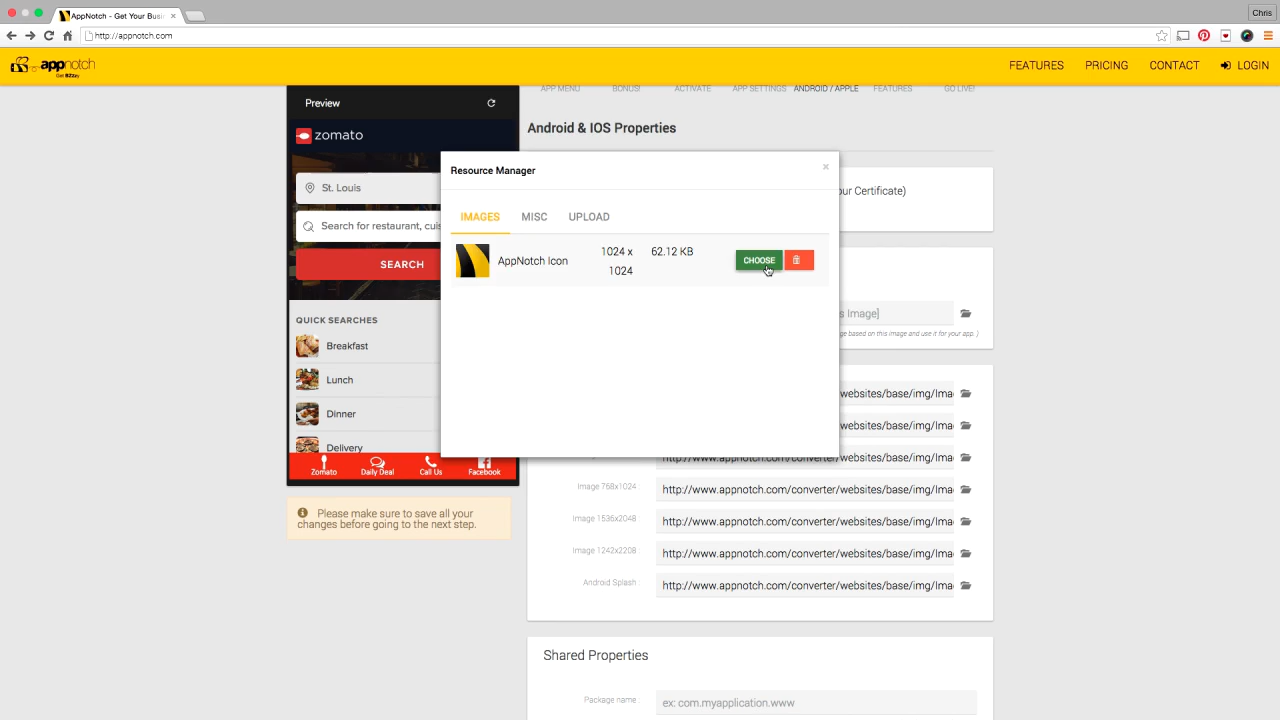 AppNotch - Get Your Busi
Chris
http://appnotch.com
appnotch
FEATURES PRICING CONTACT LOGIN
APP MENU BONUS! ACTIVATE APP SETTINGS ANDROID / APPLE FEATURES GO LIVE!
Preview
Android & IOS Properties
zomato
Resource Manager
our Certificate)
St. Louis
IMAGES MISC UPLOAD
Search for restaurant, cuis
AppNotch Icon
1024 x
1024
62.12 KB
CHOOSE
SEARCH
s Image]
ge based on this image and use it for your app. )
QUICK SEARCHES
Breakfast
Lunch
Dinner
Delivery
Zomato Daily Deal Call Us Facebook
websites/base/img/Ima
websites/base/img/Ima
http://www.appnotch.com/converter/websites/base/img/Ima
Image 768x1024 : http://www.appnotch.com/converter/websites/base/img/Ima
Image 1536x2048 : http://www.appnotch.com/converter/websites/base/img/Ima
Image 1242x2208 : http://www.appnotch.com/converter/websites/base/img/Ima
Android Splash : http://www.appnotch.com/converter/websites/base/img/Ima
Please make sure to save all your
changes before going to the next step.
Shared Properties
Package name : ex: com.myapplication.www